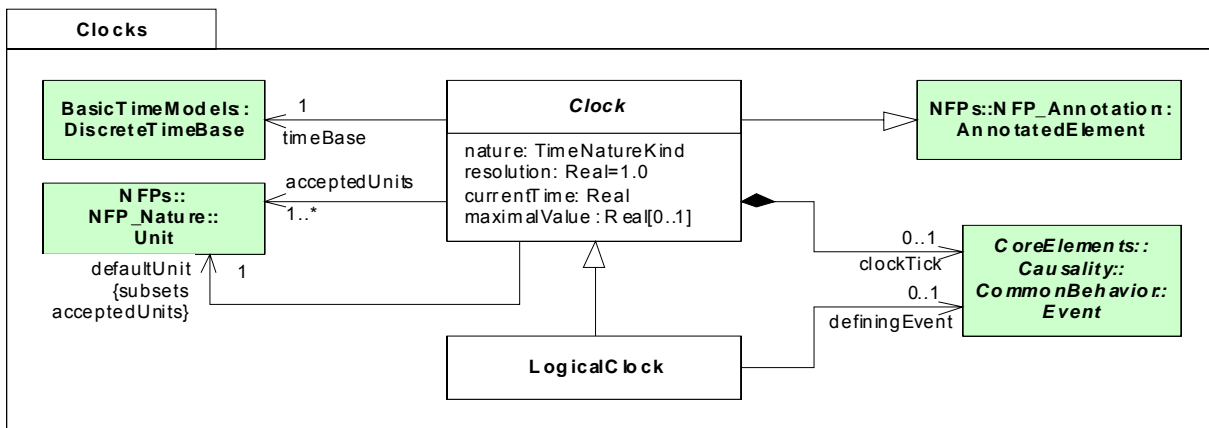 Clocks
BasicTimeModels::
DiscreteTimeBase
1
timeBase
Clock
nature: TimeNatureKind
resolution: Real=1.0
currentTime: Real
maximalValue: Real[0..1]
NFPs::NFP_Annotation::
AnnotatedElement
NFPs::
NFP_Nature::
Unit
acceptedUnits
1..*
defaultUnit
{subsets
acceptedUnits}
1
0..1
clockTick
0..1
definingEvent
CoreElements::
Causality::
CommonBehavior::
Event
LogicalClock